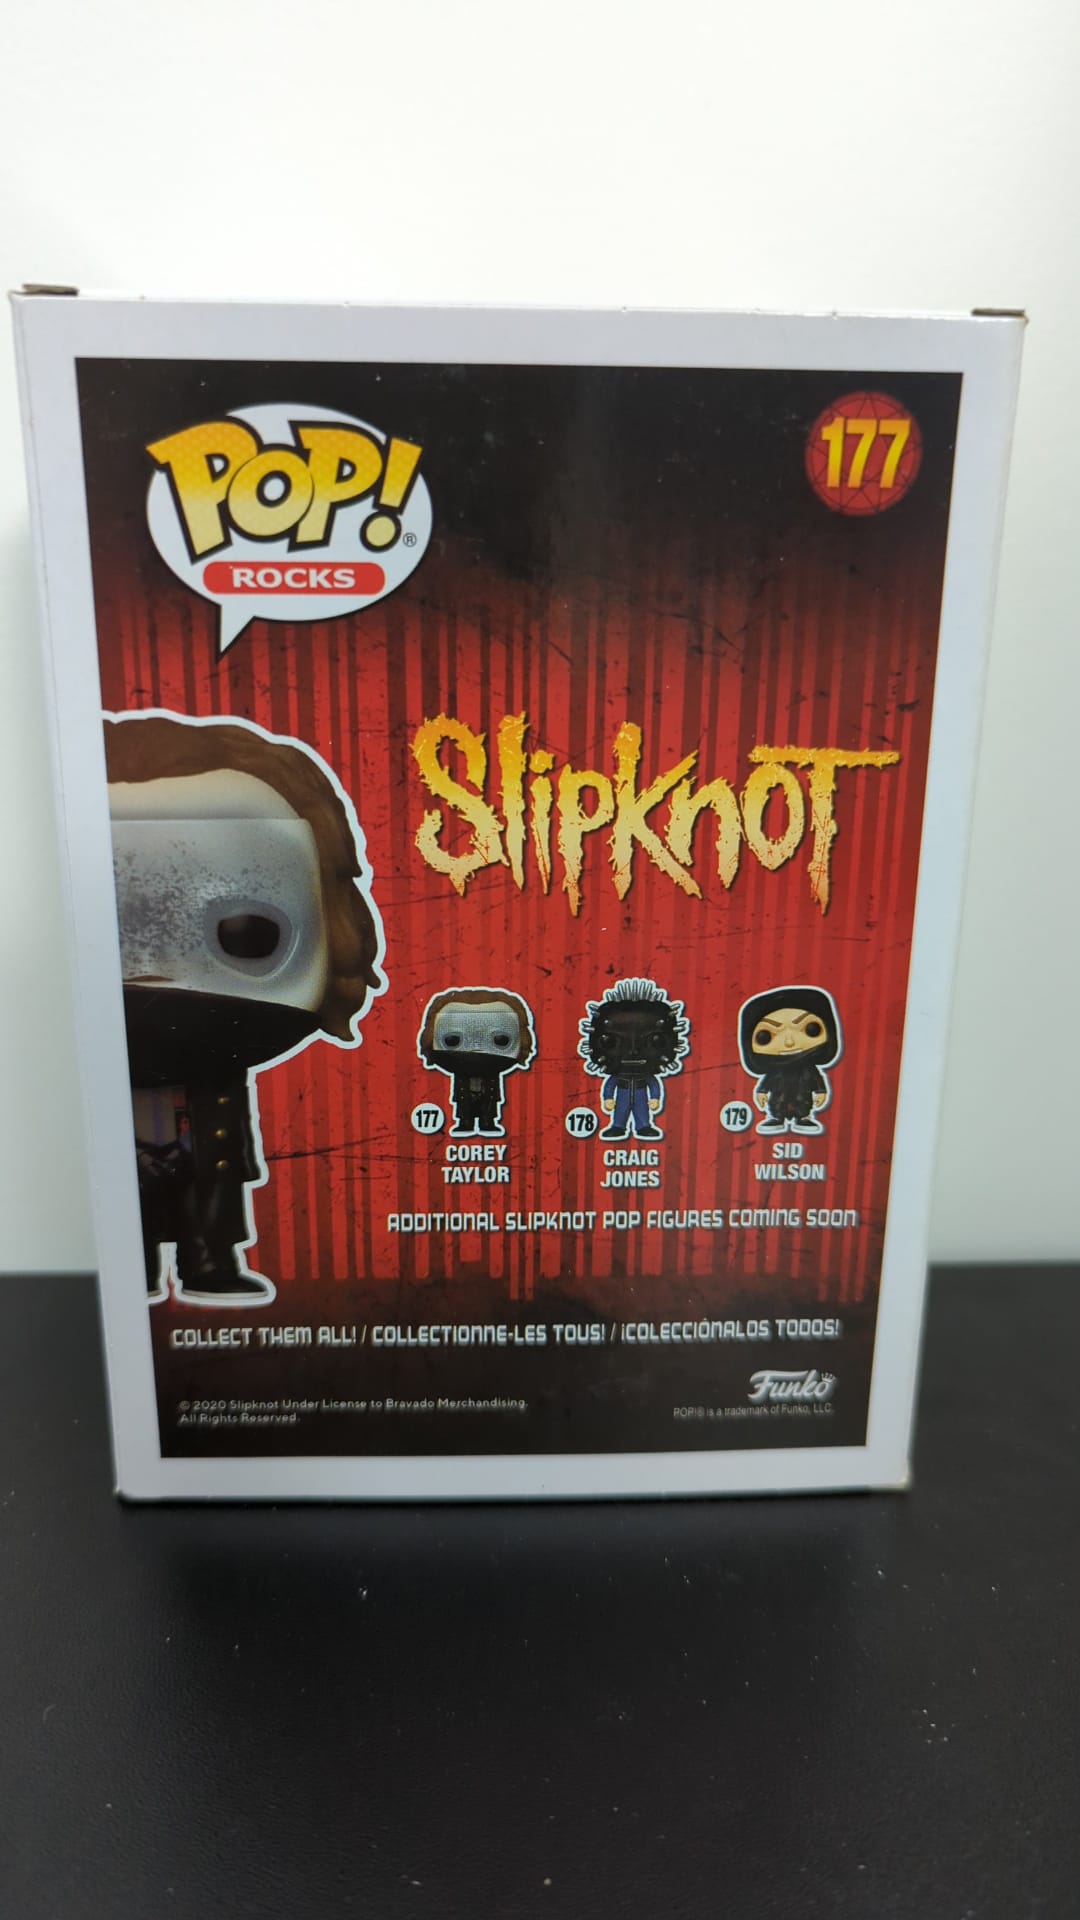 POP!®
ROCKS
177
Slipknot
177
COREY
TAYLOR
178
CRAIG
JONES
179
SID
WILSON
ADDITIONAL SLIPKNOT POP FIGURES COMING SOON
COLLECT THEM ALL! / COLLECTIONNE-LES TOUS! / ¡COLECCIÓNALOS TODOS!
© 2020 Slipknot Under License to Bravado Merchandising.
All Rights Reserved.
Funko
POP!® is a trademark of Funko, LLC.